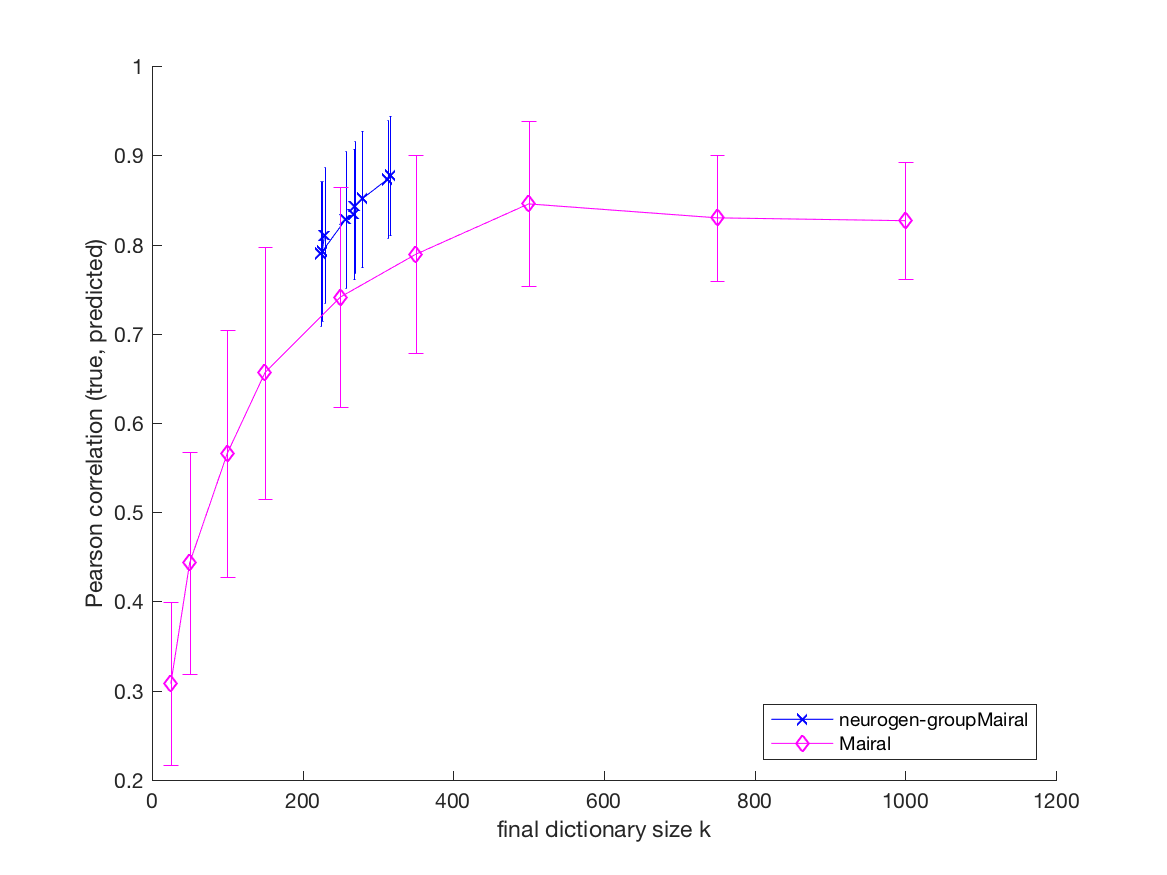 1
0.9
0.8
0.7
0.6
0.5
0.4
0.3
0.2
Pearson correlation (true, predicted)
0 200 400 600 800 1000 1200
final dictionary size k
neurogen-groupMairal
Mairal